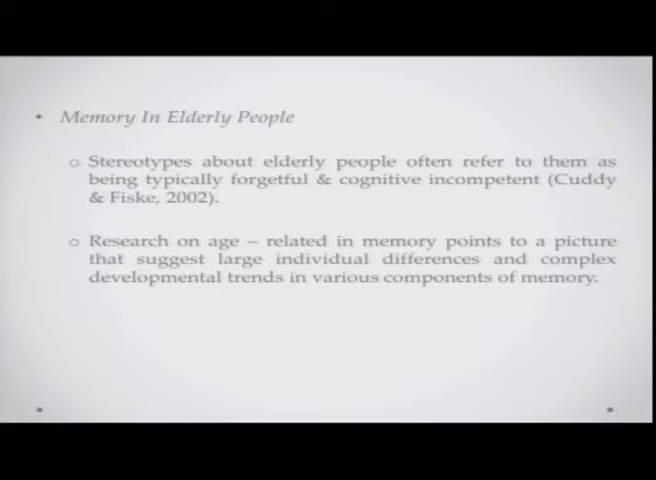 • Memory In Elderly People
o Stereotypes about elderly people often refer to them as
being typically forgetful & cognitive incompetent (Cuddy
& Fiske, 2002).
o Research on age – related in memory points to a picture
that suggest large individual differences and complex
developmental trends in various components of memory.